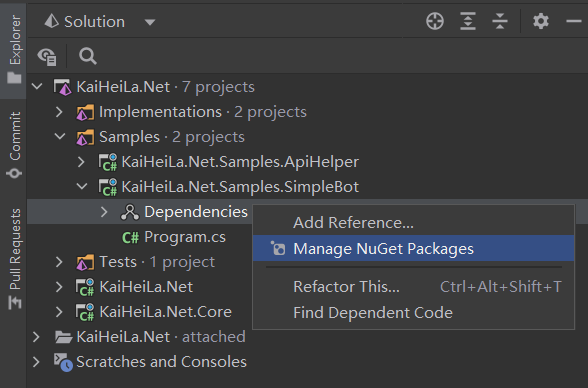 Explorer
Commit
Pull Requests
Solution
KaiHeiLa.Net · 7 projects
Implementations · 2 projects
Samples · 2 projects
KaiHeiLa.Net.Samples.ApiHelper
KaiHeiLa.Net.Samples.SimpleBot
Dependencies
Program.cs
Tests · 1 project
KaiHeiLa.Net
KaiHeiLa.Net.Core
KaiHeiLa.Net · attached
Scratches and Consoles
Add Reference...
Manage NuGet Packages
Refactor This... Ctrl+Alt+Shift+T
Find Dependent Code